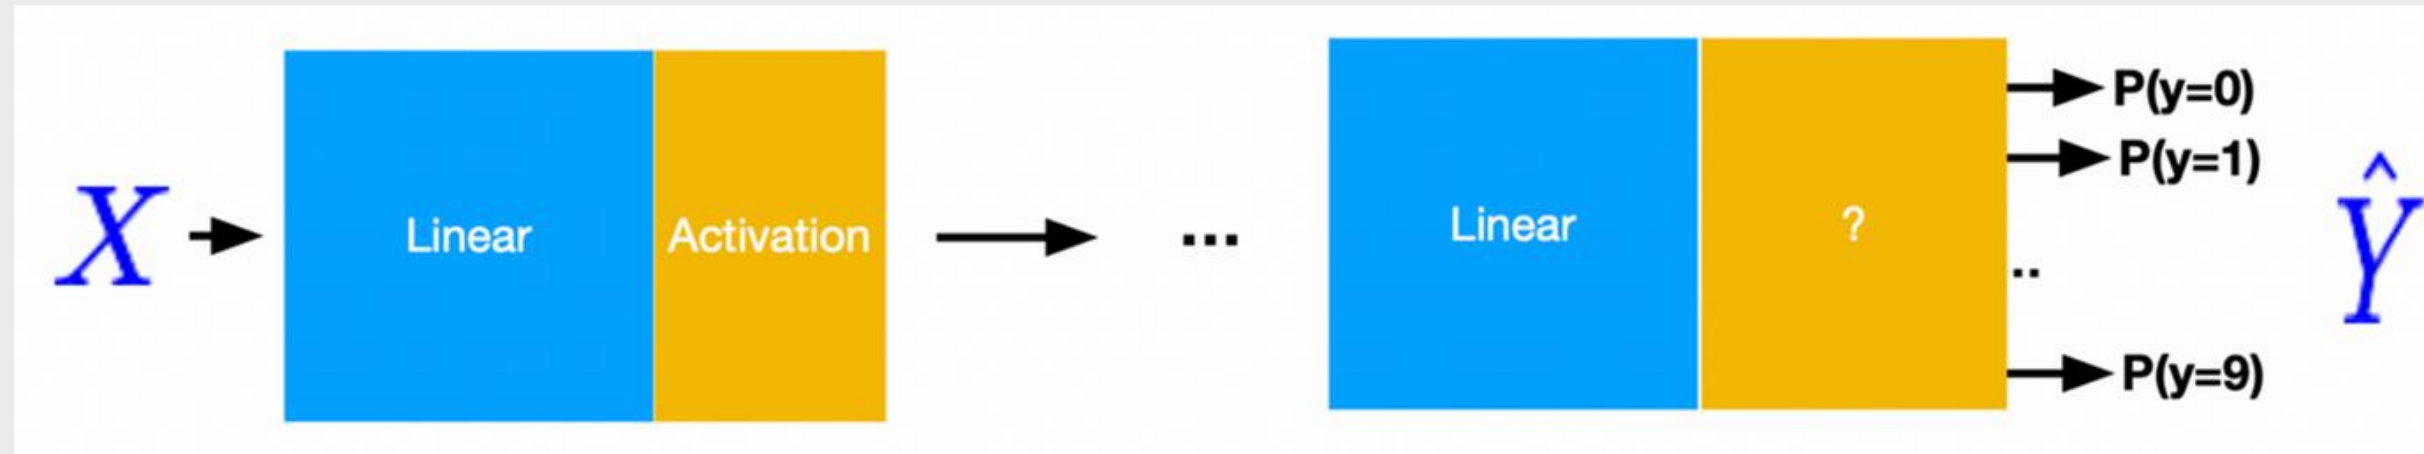 X
Linear
Activation
...
Linear
?
P(y=0)
P(y=1)
..
P(y=9)
Ŷ